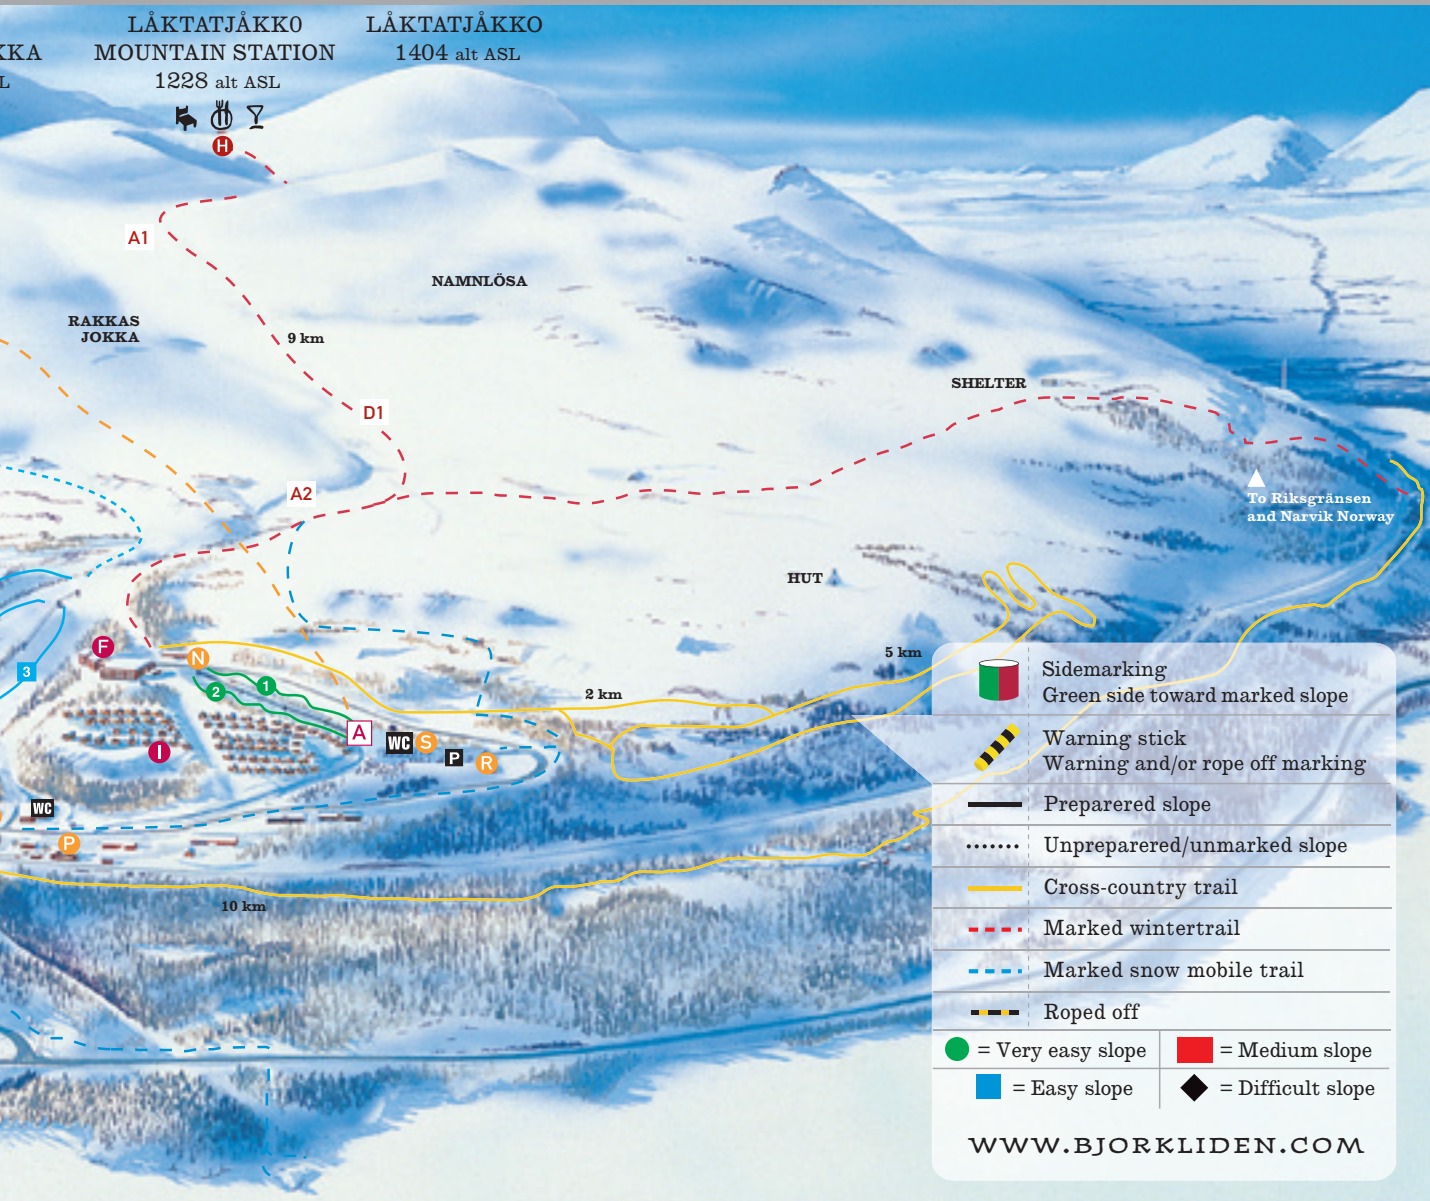 KKA
L
LÅKTATJÅKKO
MOUNTAIN STATION
1228 alt ASL
LÅKTATJÅKKO
1404 alt ASL
H
A1
NAMNLÖSA
RAKKAS
JOKKA
9 km
SHELTER
D1
A2
To Riksgränsen
and Narvik Norway
HUT
F
N
5 km
3
1
2
2 km
A
WC
S
I
P
R
WC
P
10 km
Sidemarking
Green side toward marked slope
Warning stick
Warning and/or rope off marking
Preparered slope
Unpreparered/unmarked slope
Cross-country trail
Marked wintertrail
Marked snow mobile trail
Roped off
= Very easy slope
= Medium slope
= Easy slope
= Difficult slope
WWW.BJORKLIDEN.COM